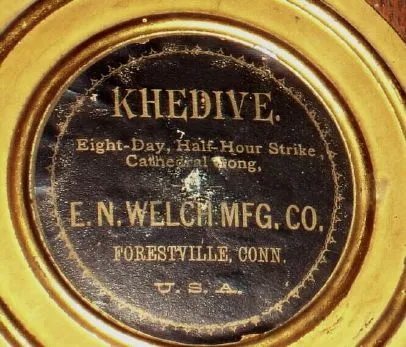 KHEDIVE.
Eight-Day, Half-Hour Strike,
Cathedral Gong,
E. N. WELCH MFG. CO.
FORESTVILLE, CONN.
U. S. A.